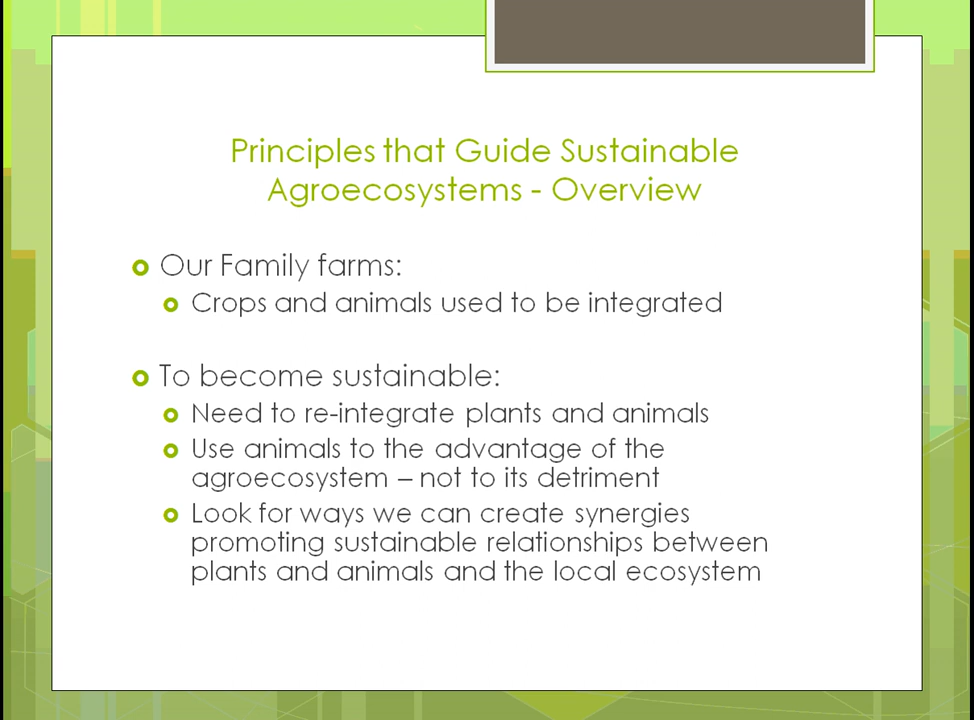 Principles that Guide Sustainable
Agroecosystems - Overview
Our Family farms:
Crops and animals used to be integrated
To become sustainable:
Need to re-integrate plants and animals
Use animals to the advantage of the
agroecosystem – not to its detriment
Look for ways we can create synergies
promoting sustainable relationships between
plants and animals and the local ecosystem